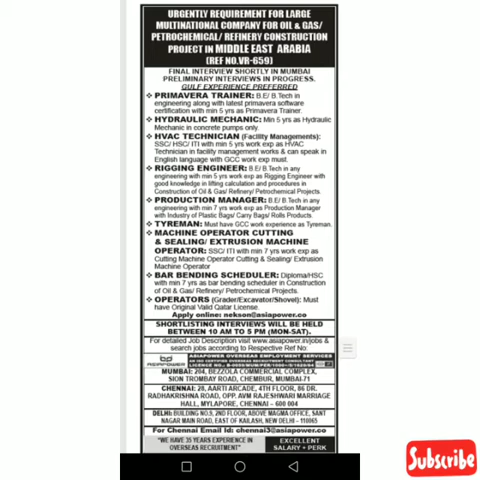 URGENTLY REQUIREMENT FOR LARGE
MULTINATIONAL COMPANY FOR OIL & GAS/
PETROCHEMICAL/ REFINERY CONSTRUCTION
PROJECT IN MIDDLE EAST ARABIA
(REF NO.VR-659)
FINAL INTERVIEW SHORTLY IN MUMBAI
PRELIMINARY INTERVIEWS IN PROGRESS.
GULF EXPERIENCE PREFERRED
❖ PRIMAVERA TRAINER: B.E/ B.Tech in
engineering along with latest primavera software
certification with min 5 yrs as Primavera Trainer.
❖ HYDRAULIC MECHANIC: Min 5 yrs as Hydraulic
Mechanic in concrete pumps only.
❖ HVAC TECHNICIAN (Facility Managements):
SSC/ HSC/ ITI with min 5 yrs work exp as HVAC
Technician in facility management works & can speak in
English language with GCC work exp must.
❖ RIGGING ENGINEER: B.E/ B.Tech in any
engineering with min 5 yrs work exp as Rigging Engineer with
good knowledge in lifting calculation and procedures in
Construction of Oil & Gas/ Refinery/ Petrochemical Projects.
❖ PRODUCTION MANAGER: B.E/ B.Tech in any
engineering with min 7 yrs work exp as Production Manager
with Industry of Plastic Bags/ Carry Bags/ Rolls Products
❖ TYREMAN: Must have GCC work experience as Tyreman.
❖ MACHINE OPERATOR CUTTING
& SEALING/ EXTRUSION MACHINE
OPERATOR: SSC/ ITI with min 7 yrs work exp as
Cutting Machine Operator Cutting & Sealing/ Extrusion
Machine Operator
❖ BAR BENDING SCHEDULER: Diploma/HSC
with min 7 yrs as bar bending scheduler in Construction
of Oil & Gas/ Refinery/ Petrochemical Projects.
❖ OPERATORS (Grader/Excavator/Shovel): Must
have Original Valid Qatar License.
Apply online: nekson@asiapower.co
SHORTLISTING INTERVIEWS WILL BE HELD
BETWEEN 10 AM TO 5 PM (MON-SAT).
For detailed Job Description visit www.asiapower.in/jobs &
search jobs according to Respective Ref No.
ASIAPOWER OVERSEAS EMPLOYMENT SERVICES
AN ISO CERTIFIED OVERSEAS RECRUITMENT CONSULTANT
ASIAPOWER
MUMBAI: 204, BEZZOLA COMMERCIAL COMPLEX,
SION TROMBAY ROAD, CHEMBUR, MUMBAI-71
CHENNAI: 28, AARTI ARCADE, 4TH FLOOR, 86 DR.
RADHAKRISHNA ROAD, OPP. AVM RAJESHWARI MARRIAGE
HALL, MYLAPORE, CHENNAI – 600 004
DELHI: BUILDING NO.9, 2ND FLOOR, ABOVE MAGMA OFFICE, SANT
NAGAR MAIN ROAD, EAST OF KAILASH, NEW DELHI – 110065
For Chennai Email Id: chennai3@asiapower.co
"WE HAVE 35 YEARS EXPERIENCE IN
OVERSEAS RECRUITMENT"
EXCELLENT
SALARY + PERK
Subscribe